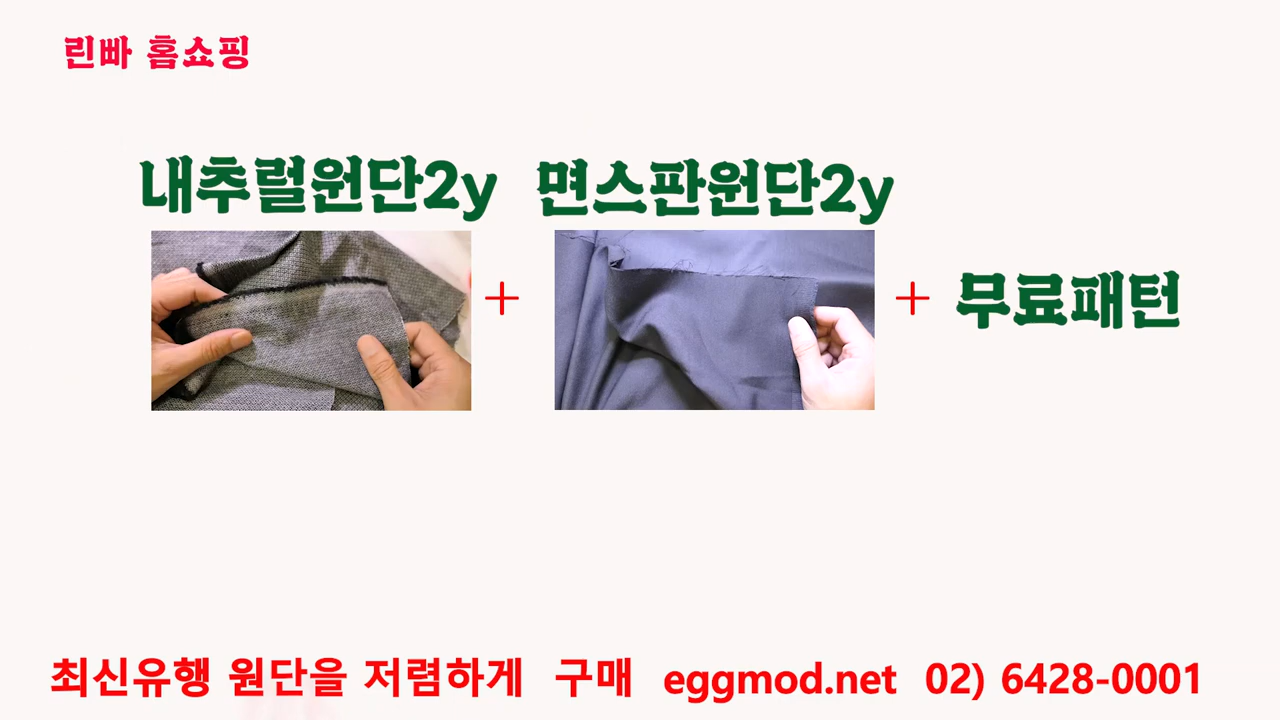 린빠 홈쇼핑
내추럴원단2y 면스판원단2y
+ + 무료패턴
최신유행 원단을 저렴하게 구매 eggmod.net 02) 6428-0001